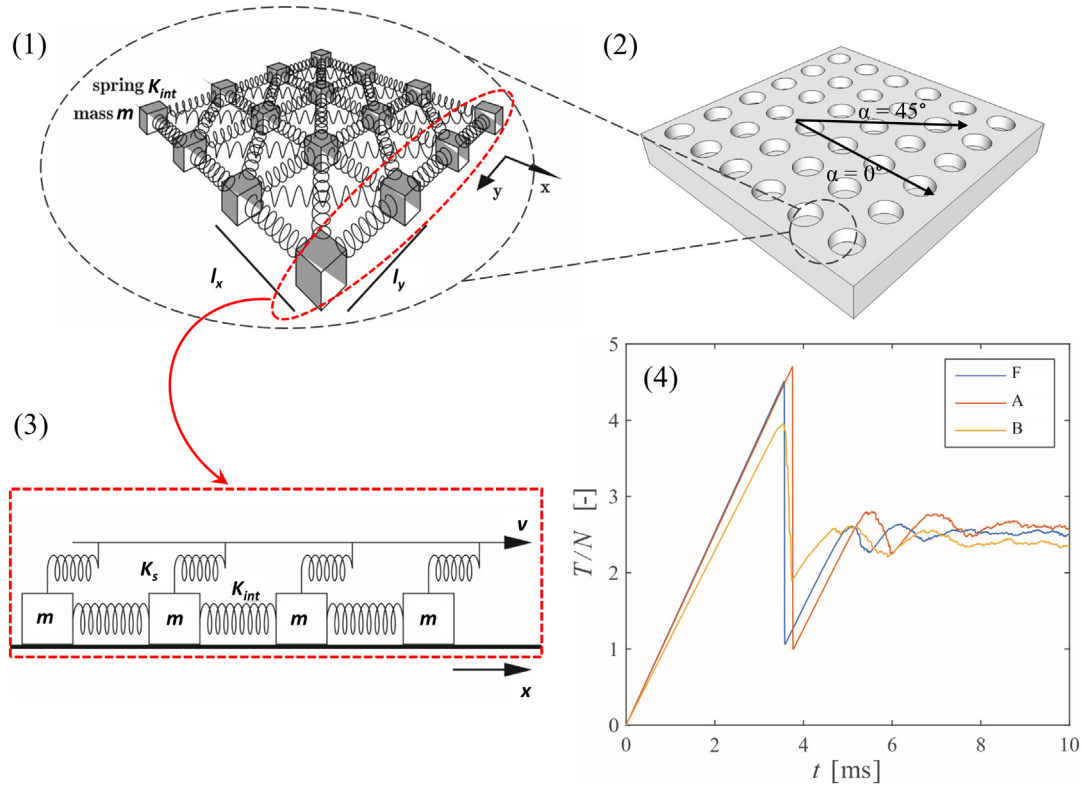 (1)
spring K_int
mass m
l_x
l_y
y
x
(2)
α = 45°
α = 0°
(3)
v
K_s
K_int
m
m
m
m
x
(4)
F
A
B
5
4
3
2
1
0
T/N [-]
0
2
4
6
8
10
t [ms]